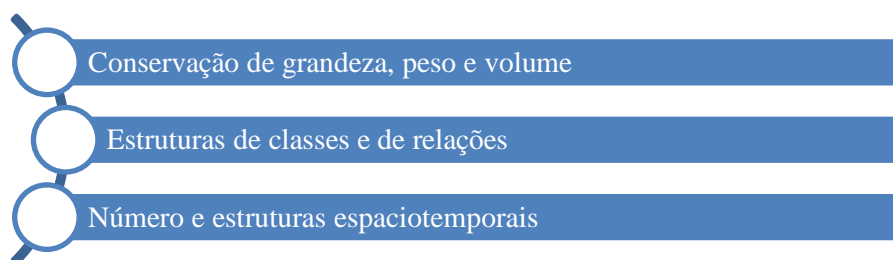 Conservação de grandeza, peso e volume
Estruturas de classes e de relações
Número e estruturas espaciotemporais